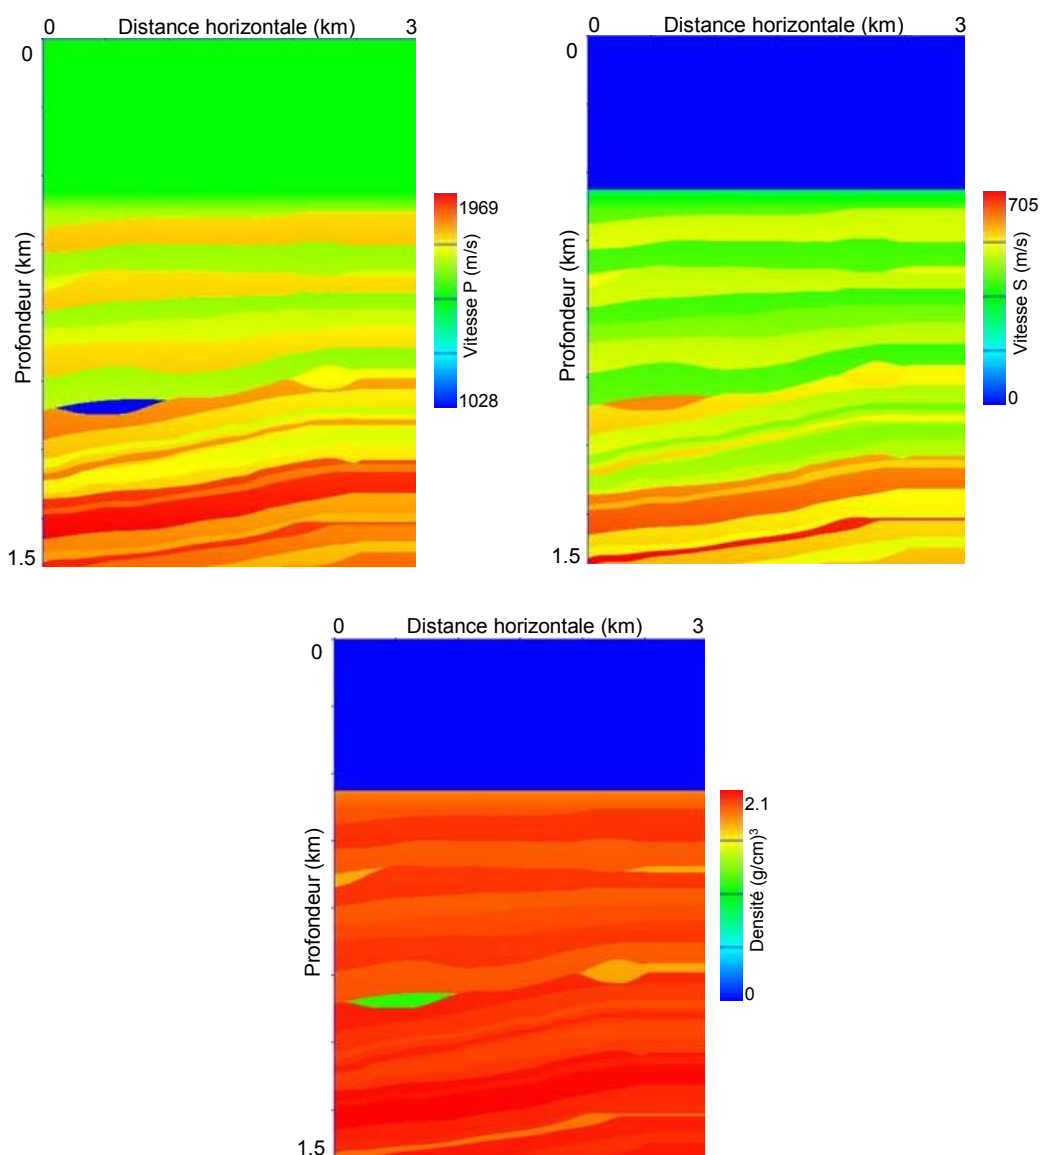 0 Distance horizontale (km) 3
0
Profondeur (km)
1.5
1969
Vitesse P (m/s)
1028
0 Distance horizontale (km) 3
0
Profondeur (km)
1.5
705
Vitesse S (m/s)
0
0 Distance horizontale (km) 3
0
Profondeur (km)
1.5
2.1
Densité (g/cm)³
0